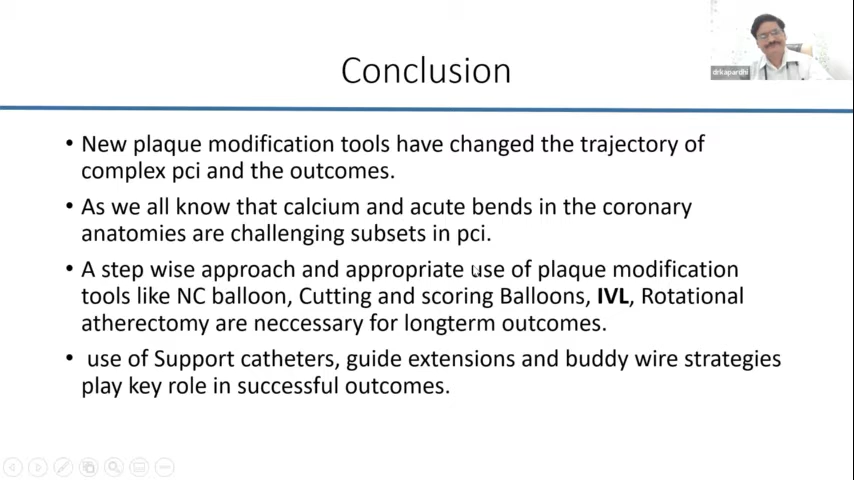 drkapardhi
Conclusion
• New plaque modification tools have changed the trajectory of
complex pci and the outcomes.
• As we all know that calcium and acute bends in the coronary
anatomies are challenging subsets in pci.
• A step wise approach and appropriate use of plaque modification
tools like NC balloon, Cutting and scoring Balloons, IVL, Rotational
atherectomy are neccessary for longterm outcomes.
• use of Support catheters, guide extensions and buddy wire strategies
play key role in successful outcomes.